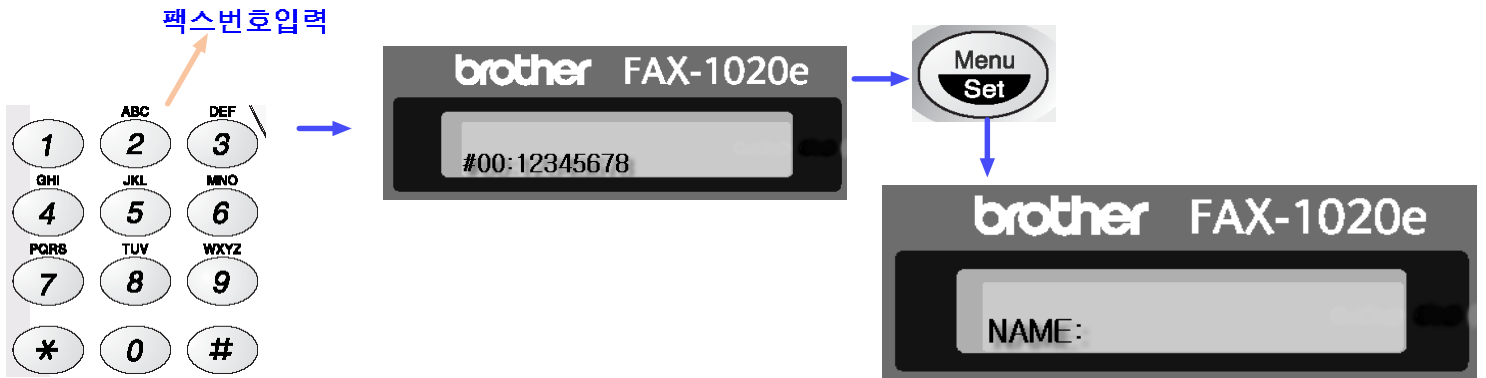 팩스번호입력
ABC DEF
1 2 3
GHI JKL MNO
4 5 6
PQRS TUV WXYZ
7 8 9
* 0 #
brother FAX-1020e
#00:12345678
Menu
Set
brother FAX-1020e
NAME: